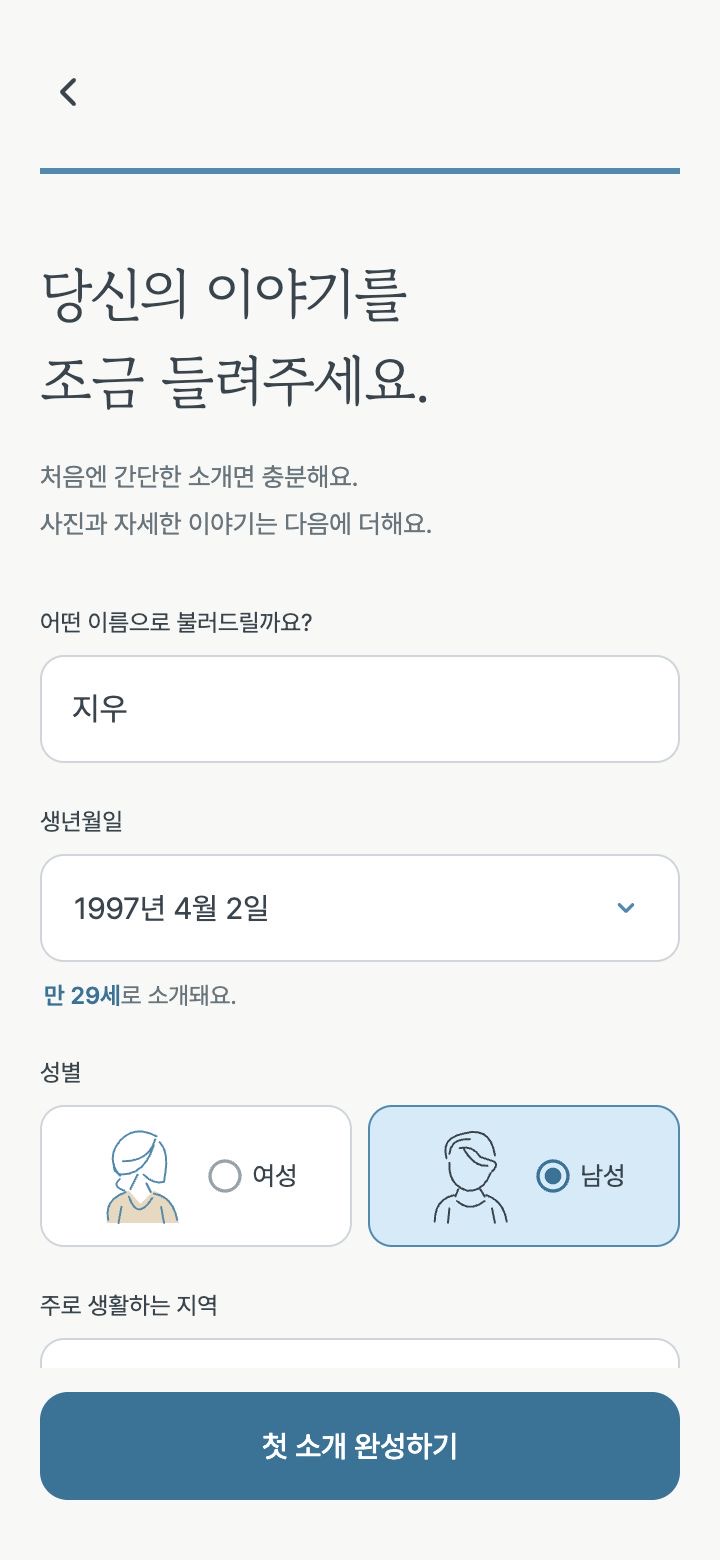 당신의 이야기를
조금 들려주세요.
처음엔 간단한 소개면 충분해요.
사진과 자세한 이야기는 다음에 더해요.
어떤 이름으로 불러드릴까요?
지우
생년월일
1997년 4월 2일
만 29세로 소개돼요.
성별
여성
남성
주로 생활하는 지역
첫 소개 완성하기